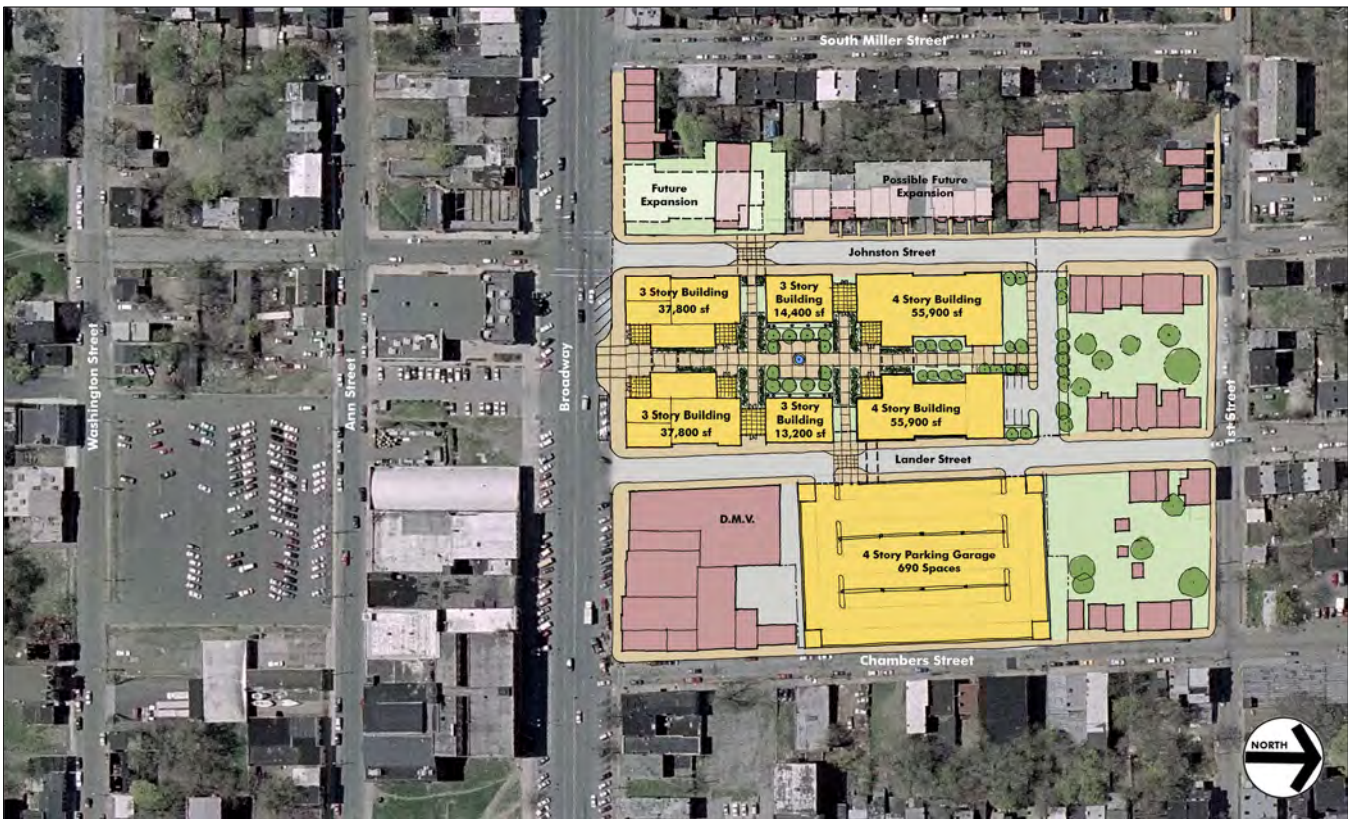 South Miller Street
Future
Expansion
Possible Future
Expansion
Johnston Street
3 Story Building
37,800 sf
3 Story
Building
14,400 sf
4 Story Building
55,900 sf
Washington Street
Ann Street
Broadway
1st Street
3 Story Building
37,800 sf
3 Story
Building
13,200 sf
4 Story Building
55,900 sf
Lander Street
D.M.V.
4 Story Parking Garage
690 Spaces
Chambers Street
NORTH